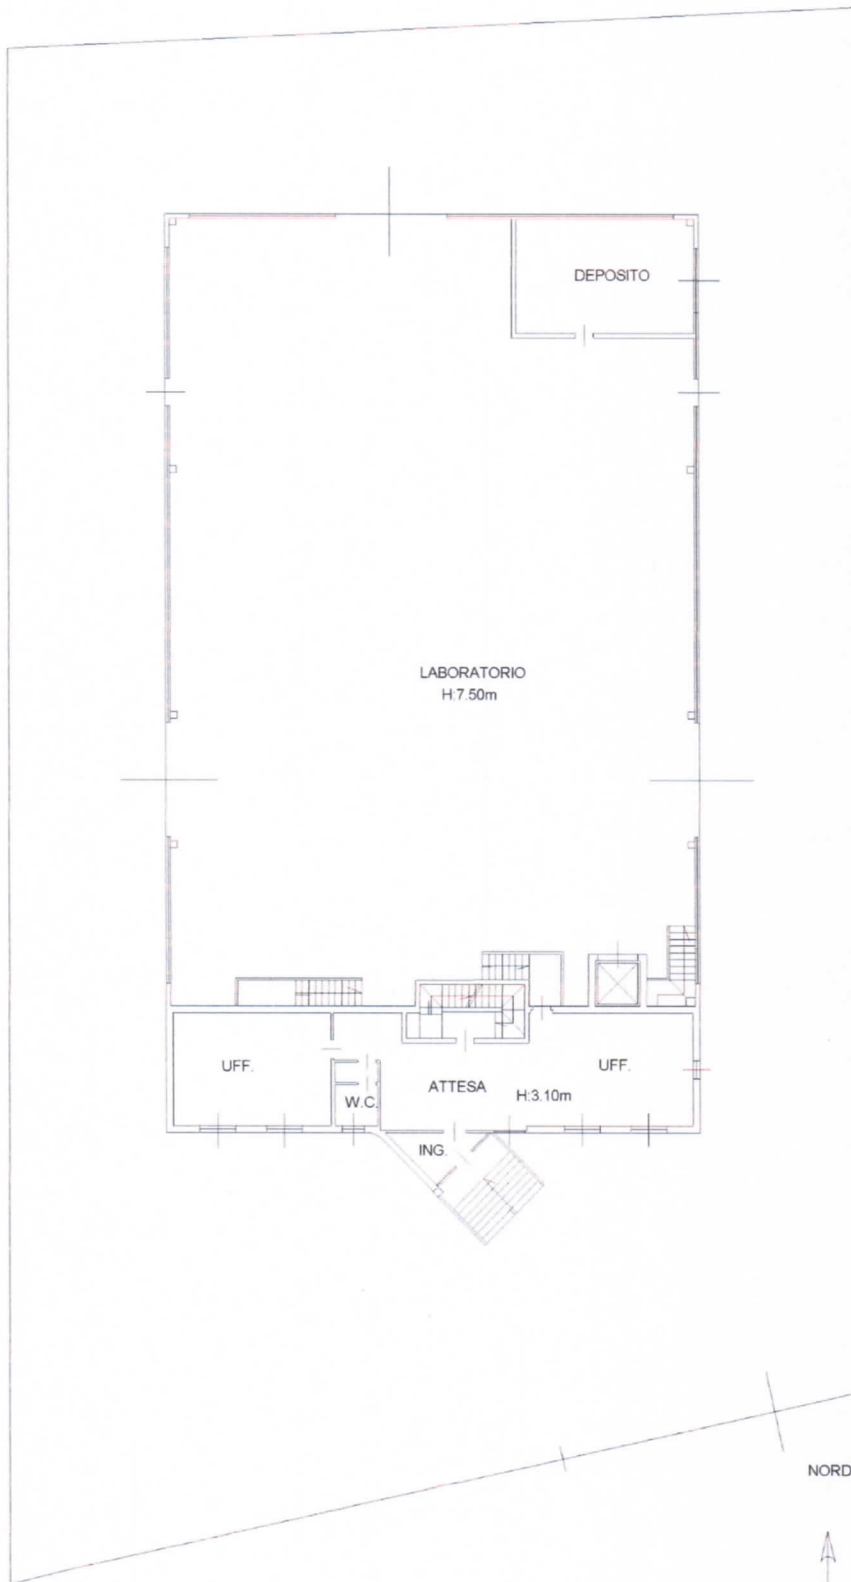 DEPOSITO
LABORATORIO
H:7.50m
UFF.
UFF.
ATTESA
H:3.10m
W.C.
ING.
NORD